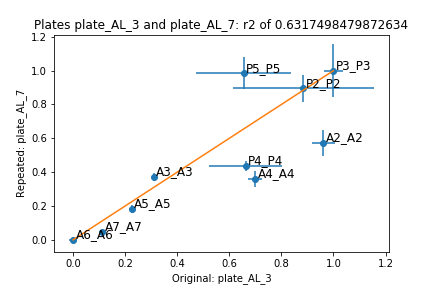 Plates plate_AL_3 and plate_AL_7: r2 of 0.6317498479872634
1.2
1.0
0.8
0.6
0.4
0.2
0.0
Repeated: plate_AL_7
P5_P5
P3_P3
P2_P2
A2_A2
P4_P4
A4_A4
A3_A3
A5_A5
A7_A7
A6_A6
0.0 0.2 0.4 0.6 0.8 1.0 1.2
Original: plate_AL_3